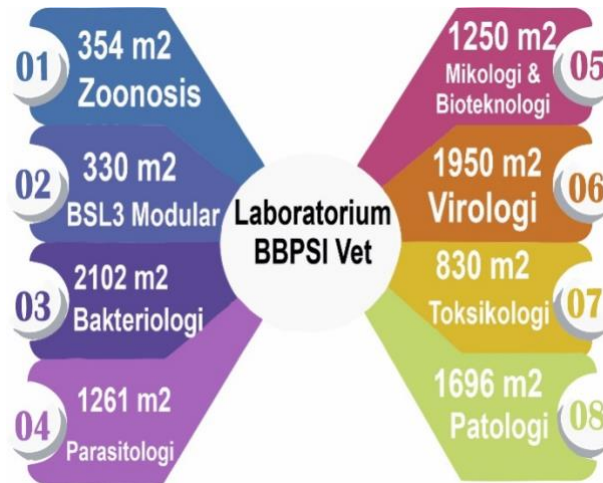 01
354 m2
Zoonosis
02
330 m2
BSL3 Modular
03
2102 m2
Bakteriologi
04
1261 m2
Parasitologi
Laboratorium
BBPSI Vet
1250 m2
Mikologi &
Bioteknologi
05
1950 m2
Virologi
06
830 m2
Toksikologi
07
1696 m2
Patologi
08